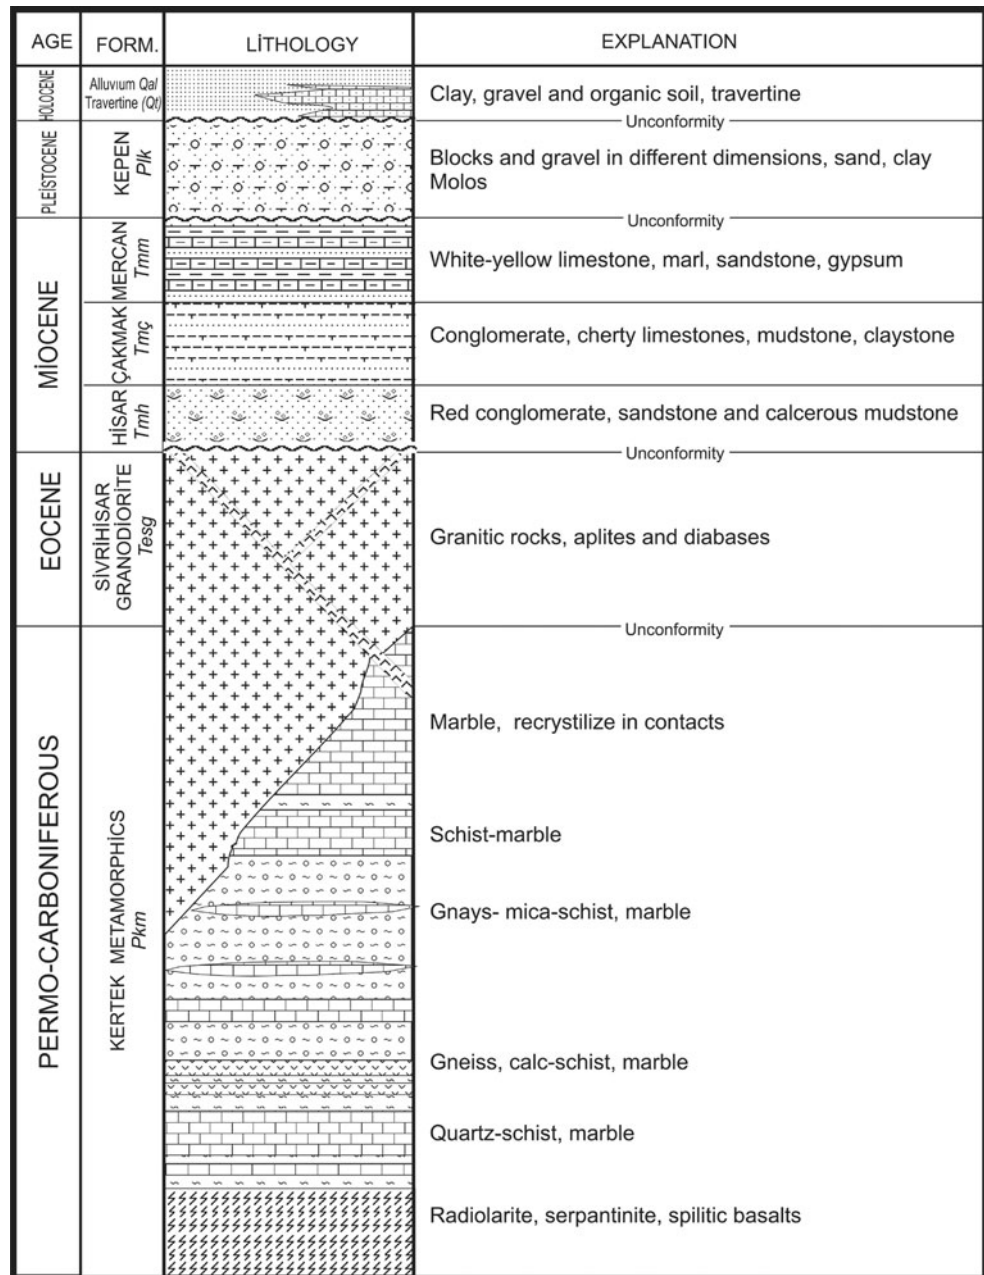 AGE FORM. LİTHOLOGY EXPLANATION
HOLOCENE
Alluvıum Qal
Travertine (Qt)
Clay, gravel and organic soil, travertine
Unconformity
PLEİSTOCENE
KEPEN
Plk
Blocks and gravel in different dimensions, sand, clay
Molos
Unconformity
MİOCENE
MERCAN
Tmm
White-yellow limestone, marl, sandstone, gypsum
ÇAKMAK
Tmç
Conglomerate, cherty limestones, mudstone, claystone
HİSAR
Tmh
Red conglomerate, sandstone and calcerous mudstone
Unconformity
EOCENE
SİVRİHİSAR
GRANODİORİTE
Tesg
Granitic rocks, aplites and diabases
Unconformity
PERMO-CARBONIFEROUS
KERTEK METAMORPHİCS
Pkm
Marble, recrystilize in contacts
Schist-marble
Gnays- mica-schist, marble
Gneiss, calc-schist, marble
Quartz-schist, marble
Radiolarite, serpantinite, spilitic basalts